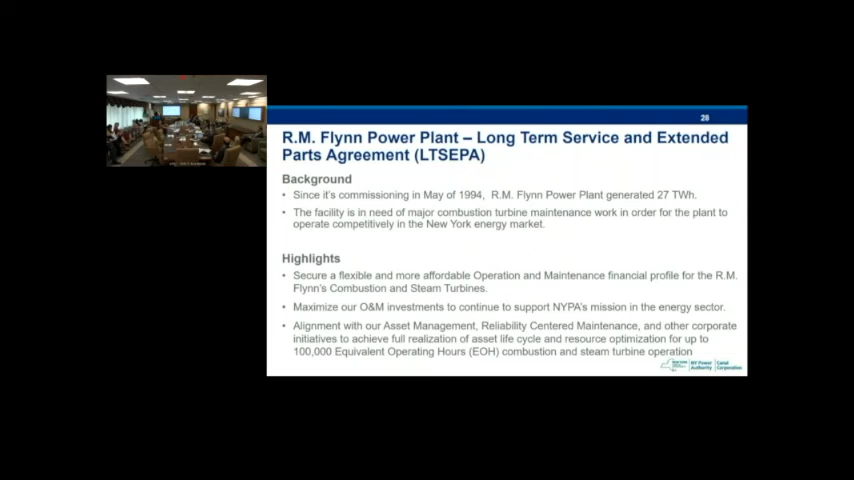 28
R.M. Flynn Power Plant – Long Term Service and Extended
Parts Agreement (LTSEPA)
Background
• Since it's commissioning in May of 1994, R.M. Flynn Power Plant generated 27 TWh.
• The facility is in need of major combustion turbine maintenance work in order for the plant to
operate competitively in the New York energy market.
Highlights
• Secure a flexible and more affordable Operation and Maintenance financial profile for the R.M.
Flynn's Combustion and Steam Turbines.
• Maximize our O&M investments to continue to support NYPA's mission in the energy sector.
• Alignment with our Asset Management, Reliability Centered Maintenance, and other corporate
initiatives to achieve full realization of asset life cycle and resource optimization for up to
100,000 Equivalent Operating Hours (EOH) combustion and steam turbine operation
NY Power
Authority
Canal
Corporation